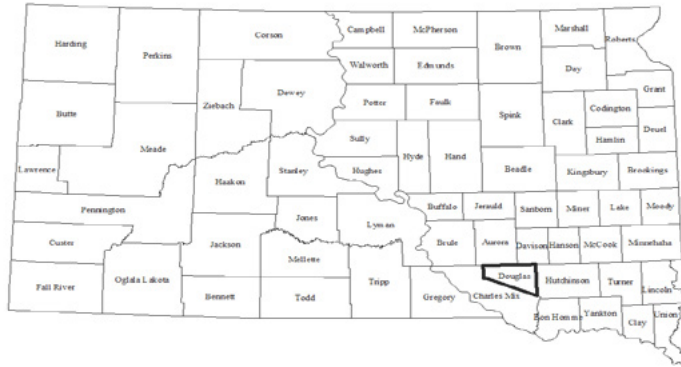 Harding
Perkins
Corson
Campbell
McPherson
Brown
Marshall
Roberts
Walworth
Edmunds
Day
Butte
Ziebach
Dewey
Potter
Faulk
Spink
Clark
Codington
Grant
Hamlin
Deuel
Meade
Sully
Lawrence
Haakon
Stanley
Hughes
Hyde
Hand
Beadle
Kingsbury
Brookings
Pennington
Jones
Lyman
Buffalo
Jerauld
Sanborn
Miner
Lake
Moody
Custer
Jackson
Mellette
Brule
Aurora
Davison
Hanson
McCook
Minnehaha
Fall River
Oglala Lakota
Bennett
Todd
Tripp
Gregory
Charles Mix
Douglas
Hutchinson
Turner
Lincoln
Bon Homme
Yankton
Clay
Union